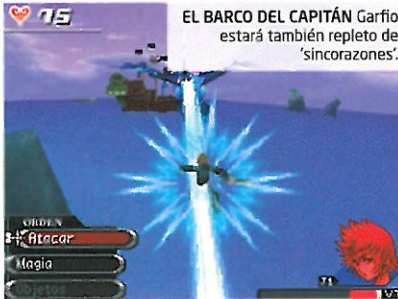 75
EL BARCO DEL CAPITÁN Garfio
estará también repleto de
'sincorazones'.
ORDEN
Atacar
Magia
Objetos